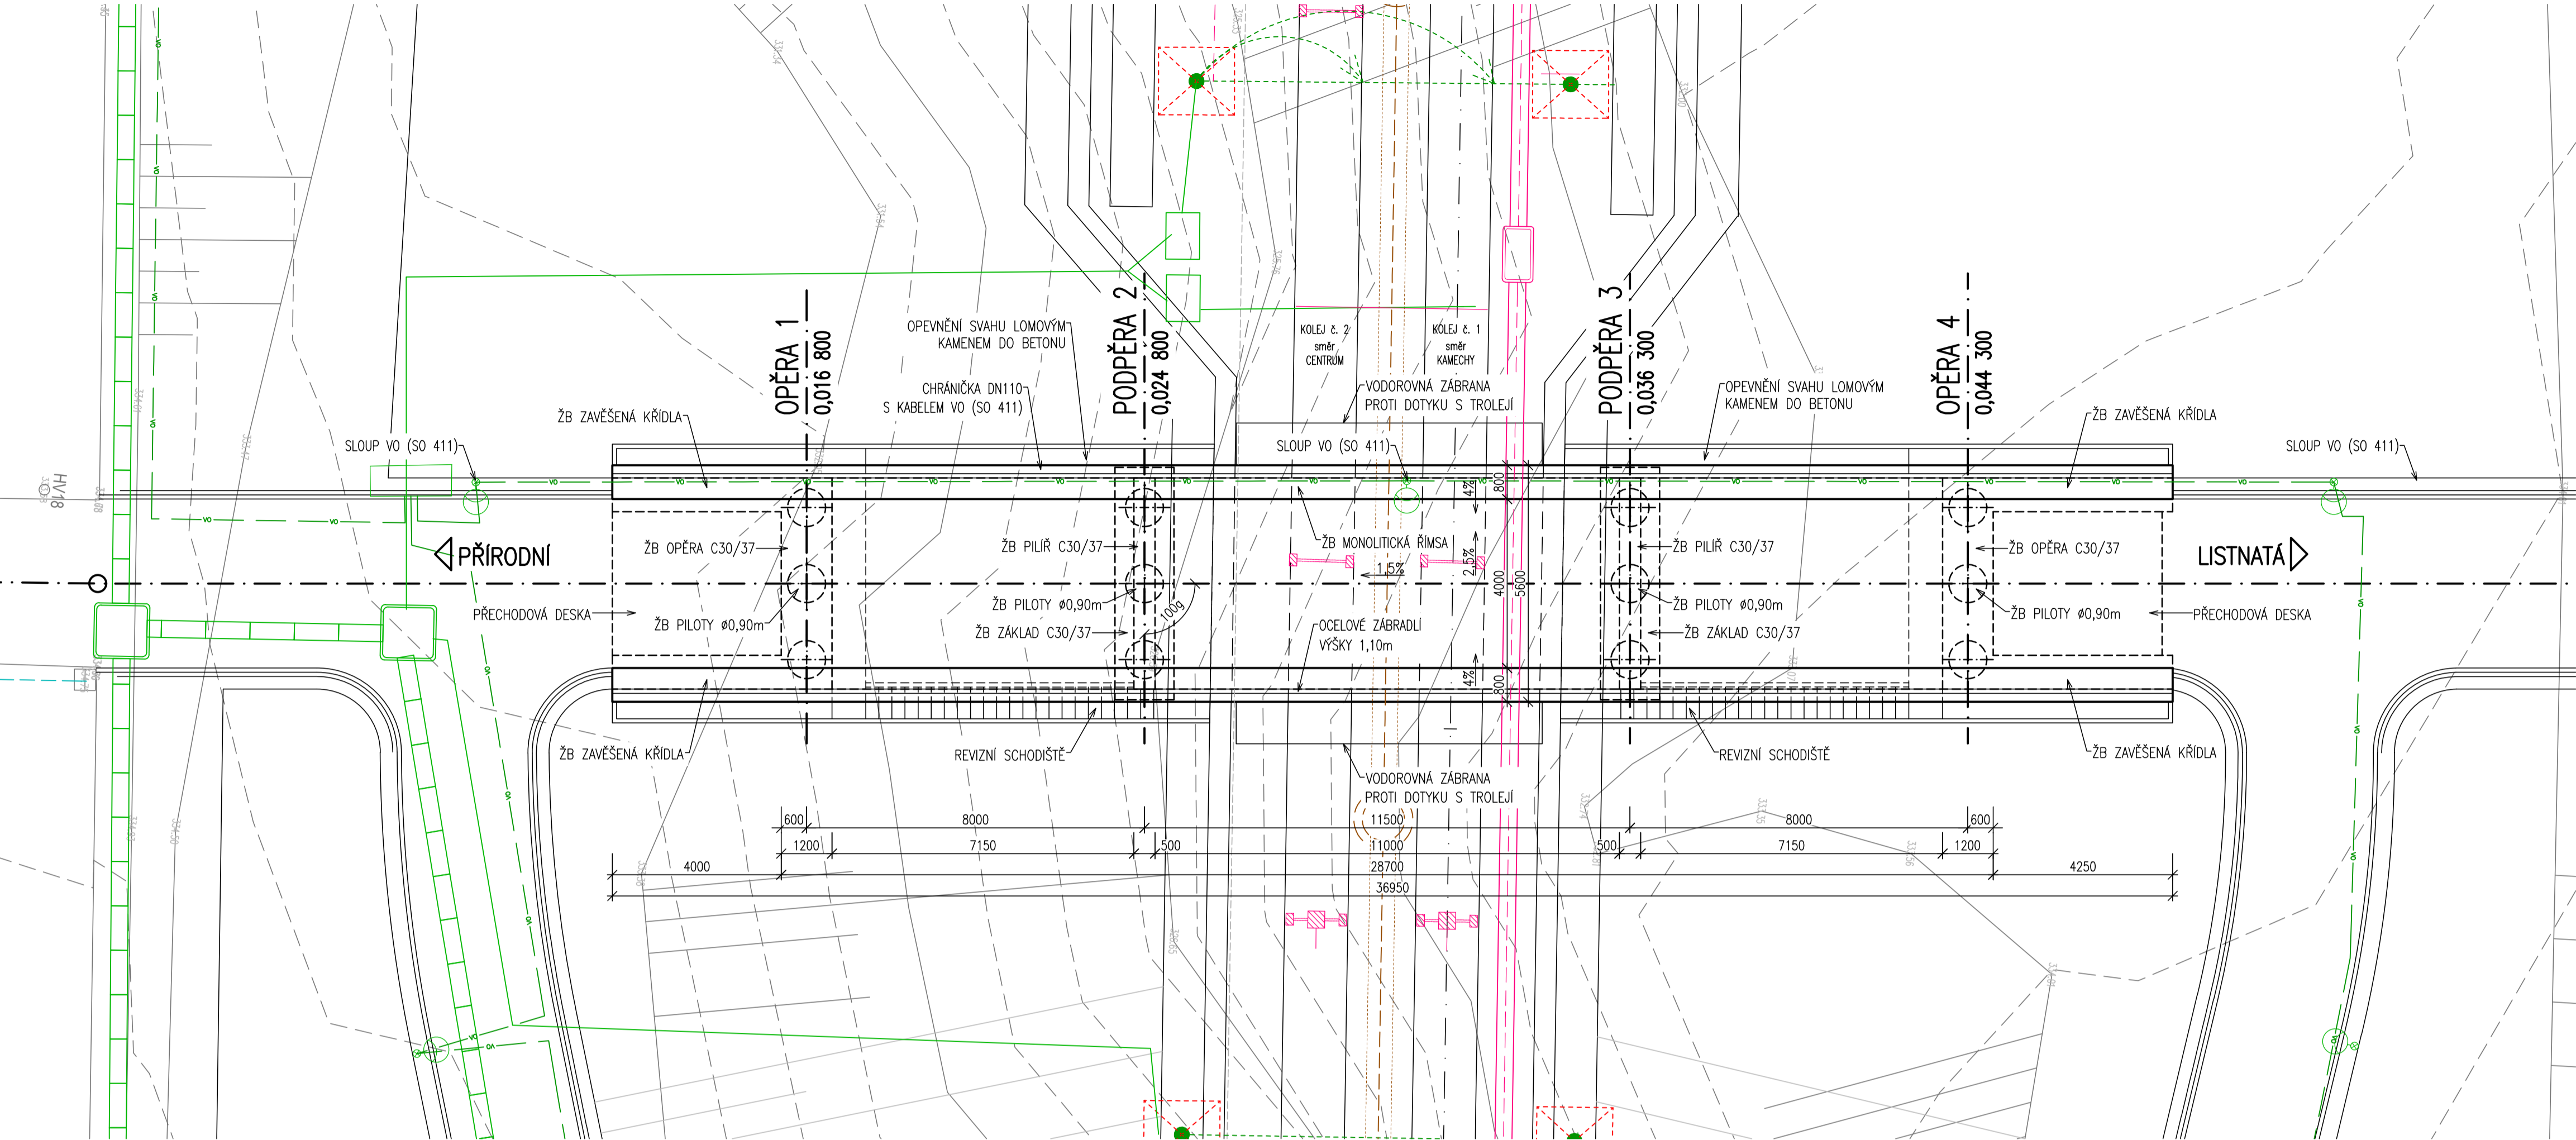 OPĚRA 1
0,016 800
PODPĚRA 2
0,024 800
PODPĚRA 3
0,036 300
OPĚRA 4
0,044 300
OPEVNĚNÍ SVAHU LOMOVÝM
KAMENEM DO BETONU
CHRÁNIČKA DN110
S KABELEM VO (SO 411)
ŽB ZAVĚŠENÁ KŘÍDLA
SLOUP VO (SO 411)
KOLEJ č. 2
směr
CENTRUM
KOLEJ č. 1
směr
KAMECHY
VODOROVNÁ ZÁBRANA
PROTI DOTYKU S TROLEJÍ
SLOUP VO (SO 411)
OPEVNĚNÍ SVAHU LOMOVÝM
KAMENEM DO BETONU
ŽB ZAVĚŠENÁ KŘÍDLA
SLOUP VO (SO 411)
HV18
PŘÍRODNÍ
LISTNATÁ
ŽB OPĚRA C30/37
ŽB PILÍŘ C30/37
ŽB MONOLITICKÁ ŘÍMSA
ŽB PILÍŘ C30/37
ŽB OPĚRA C30/37
4%
800
1,5%
2,5%
4000
5600
4%
800
100g
PŘECHODOVÁ DESKA
ŽB PILOTY ø0,90m
ŽB PILOTY ø0,90m
ŽB ZÁKLAD C30/37
OCELOVÉ ZÁBRADLÍ
VÝŠKY 1,10m
ŽB PILOTY ø0,90m
ŽB ZÁKLAD C30/37
ŽB PILOTY ø0,90m
PŘECHODOVÁ DESKA
ŽB ZAVĚŠENÁ KŘÍDLA
REVIZNÍ SCHODIŠTĚ
VODOROVNÁ ZÁBRANA
PROTI DOTYKU S TROLEJÍ
REVIZNÍ SCHODIŠTĚ
ŽB ZAVĚŠENÁ KŘÍDLA
600 8000 11500 8000 600
1200 7150 500 11000 500 7150 1200
4000 28700 4250
36950